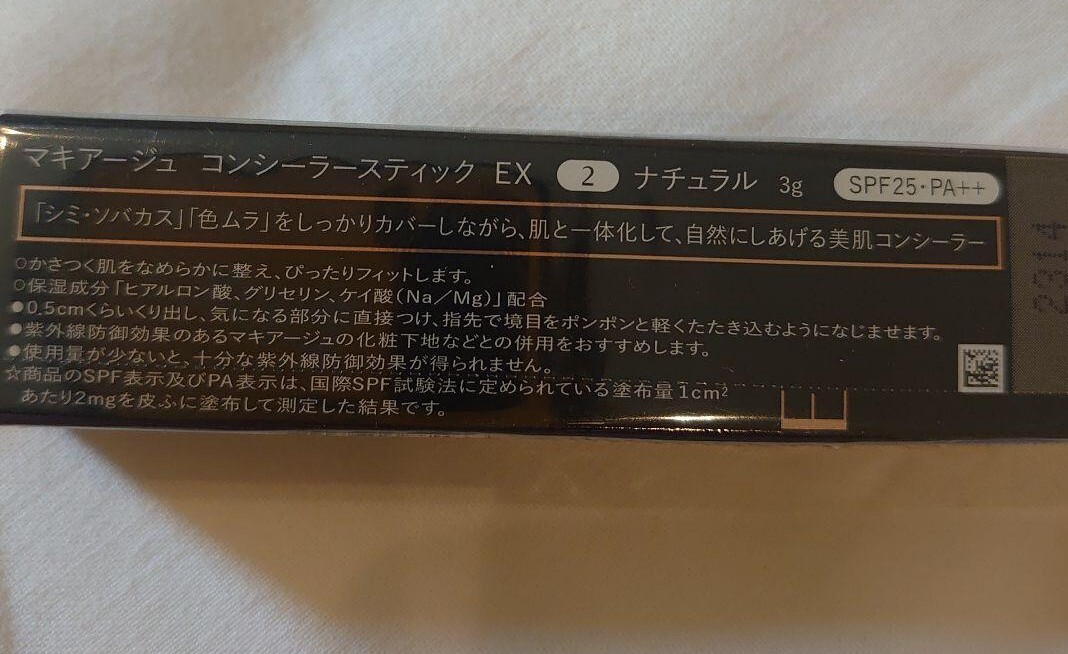 マキアージュ コンシーラースティック EX 2 ナチュラル 3g SPF25・PA++
「シミ・ソバカス」「色ムラ」をしっかりカバーしながら、肌と一体化して、自然にしあげる美肌コンシーラー
○かさつく肌をなめらかに整え、ぴったりフィットします。
○保湿成分「ヒアルロン酸、グリセリン、ケイ酸(Na/Mg)」配合
●0.5cmくらいくり出し、気になる部分に直接つけ、指先で境目をポンポンと軽くたたき込むようになじませます。
●紫外線防御効果のあるマキアージュの化粧下地などとの併用をおすすめします。
●使用量が少ないと、十分な紫外線防御効果が得られません。
☆商品のSPF表示及びPA表示は、国際SPF試験法に定められている塗布量1cm²
あたり2mgを皮ふに塗布して測定した結果です。